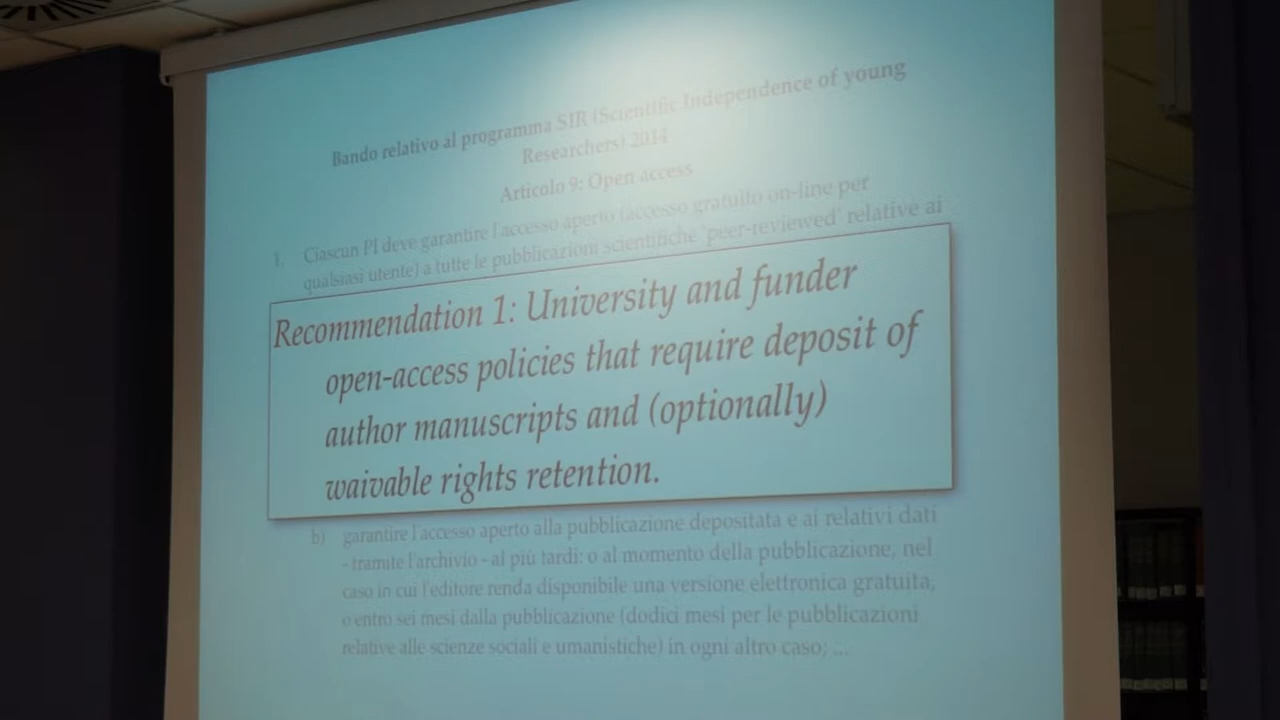 Bando relativo al programma SIR (Scientific Independence of young
Researchers) 2014
Articolo 9: Open access
1. Ciascun PI deve garantire l'accesso aperto (accesso gratuito on-line per
qualsiasi utente) a tutte le pubblicazioni scientifiche 'peer-reviewed' relative ai
Recommendation 1: University and funder
open-access policies that require deposit of
author manuscripts and (optionally)
waivable rights retention.
b) garantire l'accesso aperto alla pubblicazione depositata e ai relativi dati
- tramite l'archivio - al più tardi: o al momento della pubblicazione, nel
caso in cui l'editore renda disponibile una versione elettronica gratuita,
o entro sei mesi dalla pubblicazione (dodici mesi per le pubblicazioni
relative alle scienze sociali e umanistiche) in ogni altro caso; ...